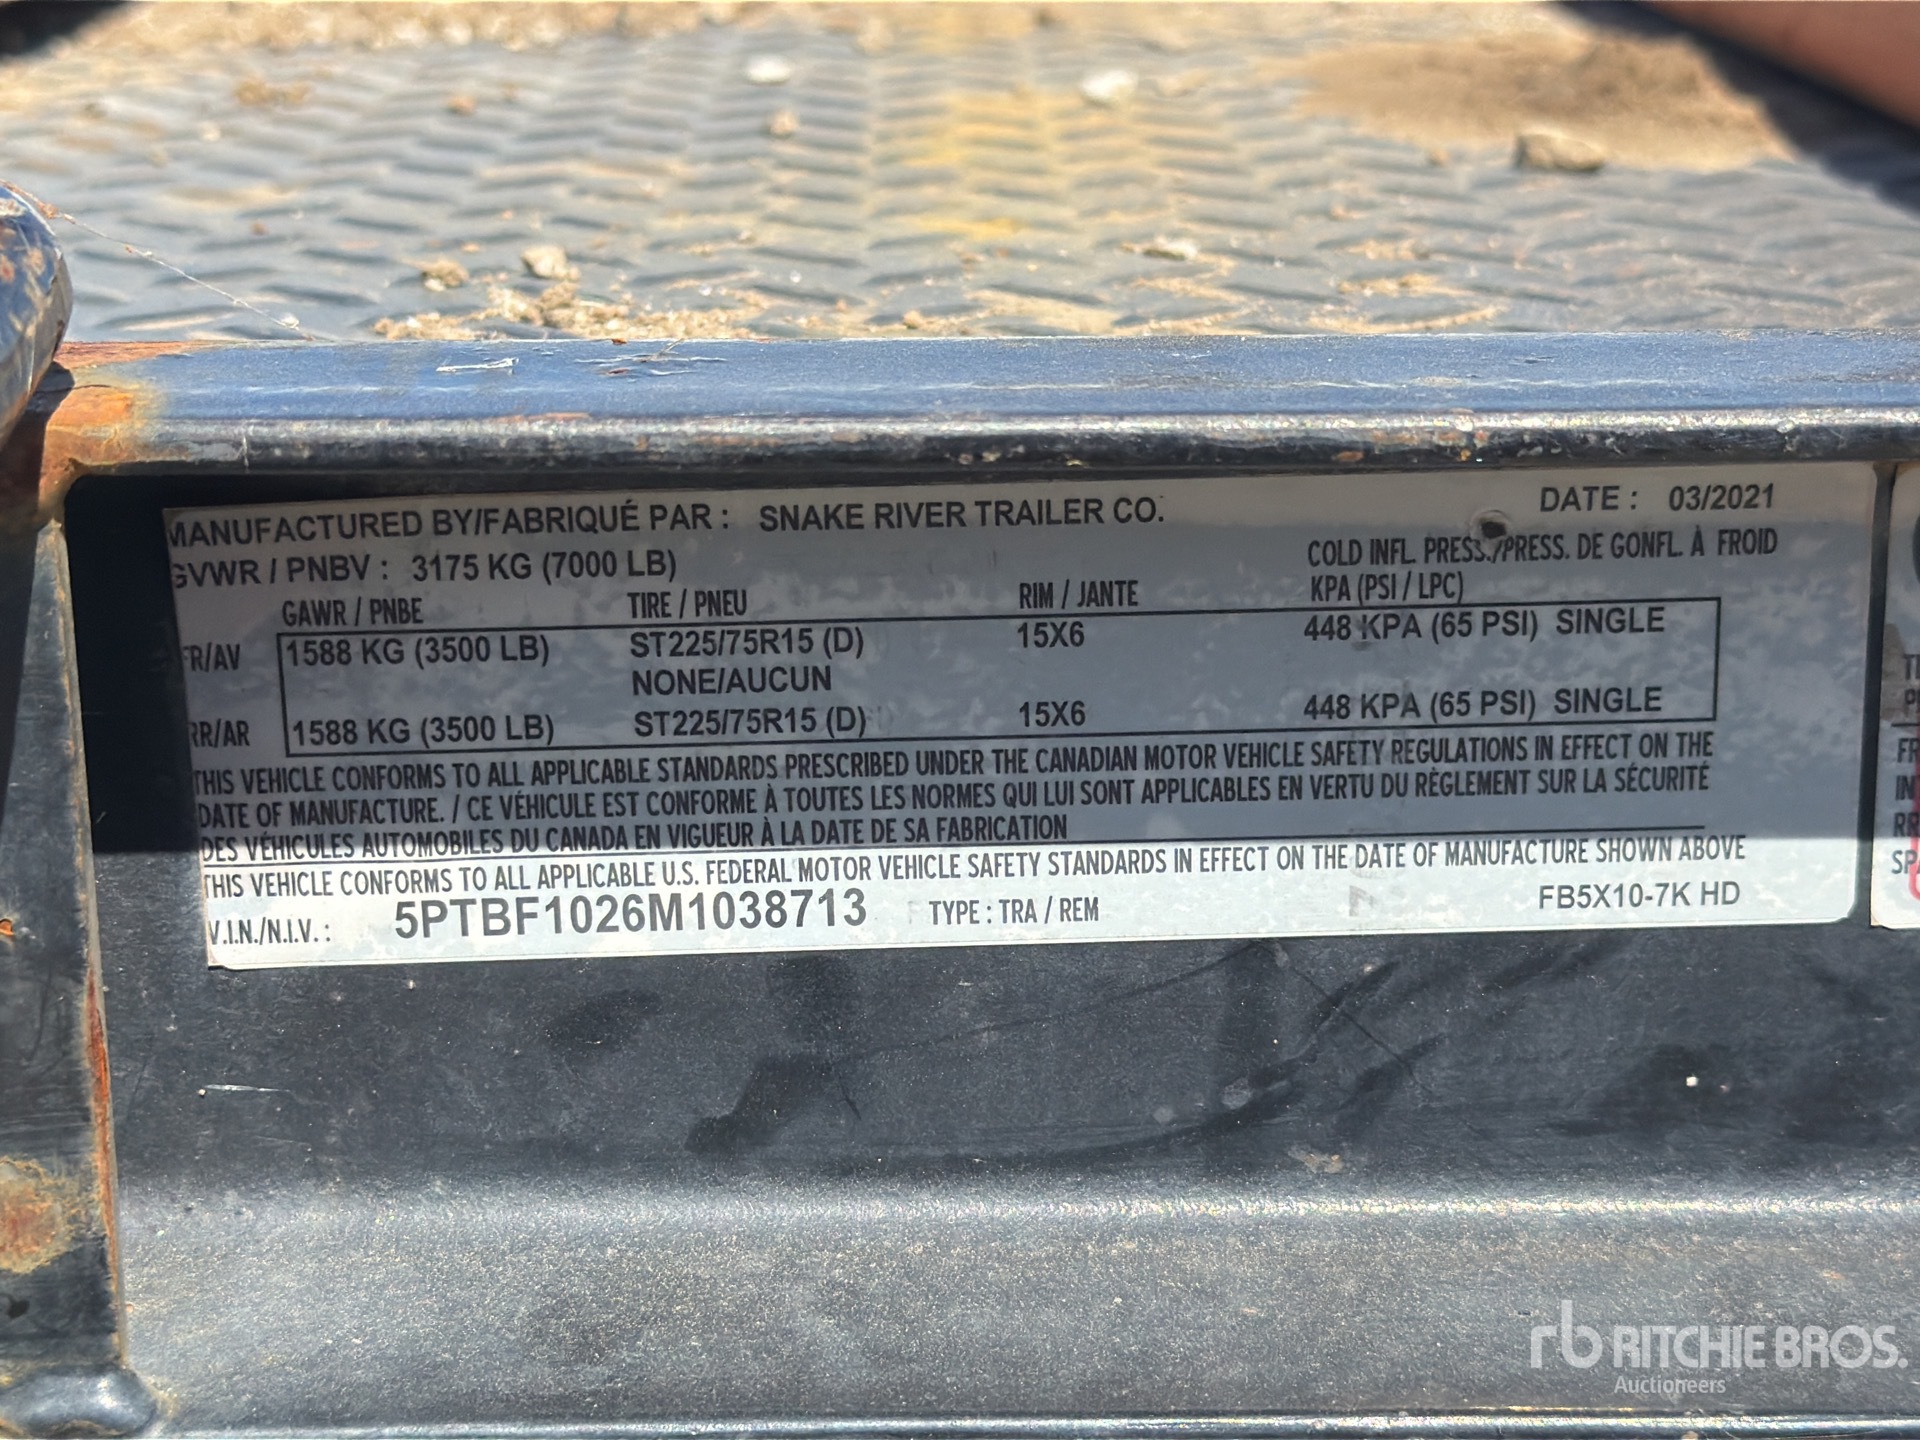 MANUFACTURED BY/FABRIQUÉ PAR : SNAKE RIVER TRAILER CO. DATE : 03/2021
GVWR / PNBV : 3175 KG (7000 LB) COLD INFL. PRESS./PRESS. DE GONFL. À FROID
GAWR / PNBE TIRE / PNEU RIM / JANTE KPA (PSI / LPC)
FR/AV 1588 KG (3500 LB) ST225/75R15 (D) 15X6 448 KPA (65 PSI) SINGLE
NONE/AUCUN
RR/AR 1588 KG (3500 LB) ST225/75R15 (D) 15X6 448 KPA (65 PSI) SINGLE
THIS VEHICLE CONFORMS TO ALL APPLICABLE STANDARDS PRESCRIBED UNDER THE CANADIAN MOTOR VEHICLE SAFETY REGULATIONS IN EFFECT ON THE
DATE OF MANUFACTURE. / CE VÉHICULE EST CONFORME À TOUTES LES NORMES QUI LUI SONT APPLICABLES EN VERTU DU RÈGLEMENT SUR LA SÉCURITÉ
DES VÉHICULES AUTOMOBILES DU CANADA EN VIGUEUR À LA DATE DE SA FABRICATION
THIS VEHICLE CONFORMS TO ALL APPLICABLE U.S. FEDERAL MOTOR VEHICLE SAFETY STANDARDS IN EFFECT ON THE DATE OF MANUFACTURE SHOWN ABOVE
V.I.N./N.I.V. : 5PTBF1026M1038713 TYPE : TRA / REM FB5X10-7K HD
rb RITCHIE BROS.
Auctioneers